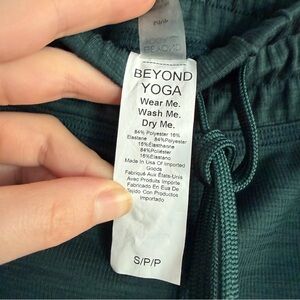 BEYOND
YOGA
Wear Me.
Wash Me.
Dry Me.
84% Polyester 16%
Elastane 84%Polyester
16%Élasthanne
84%Poliéster
16%Elastano
Made In USA Of Imported
Goods
Fabriqué Aux États-Unis
Avec Produits Importé
Fabricado En Eua De
Tejido Con Productos
Importado
S/P/P